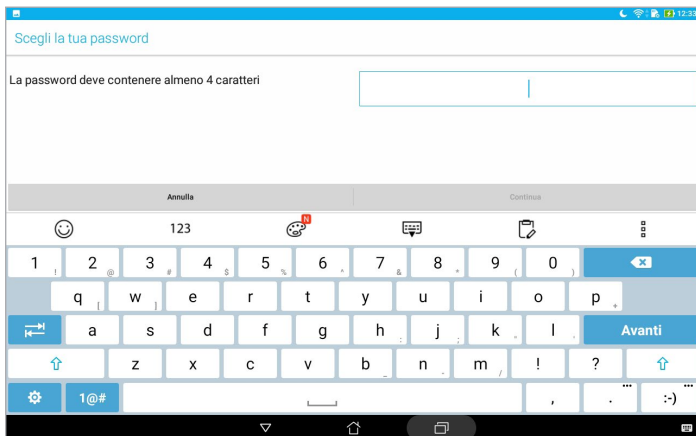 12:33
Scegli la tua password
La password deve contenere almeno 4 caratteri
Annulla Continua
123 N
1 ! 2 @ 3 # 4 $ 5 % 6 ^ 7 & 8 * 9 ( 0 )
q [ w ] e r t y u i o p +
a s d f g h : j ; k " l ' Avanti
z x c v b _ n - m / ! ?
1@# , . :-)